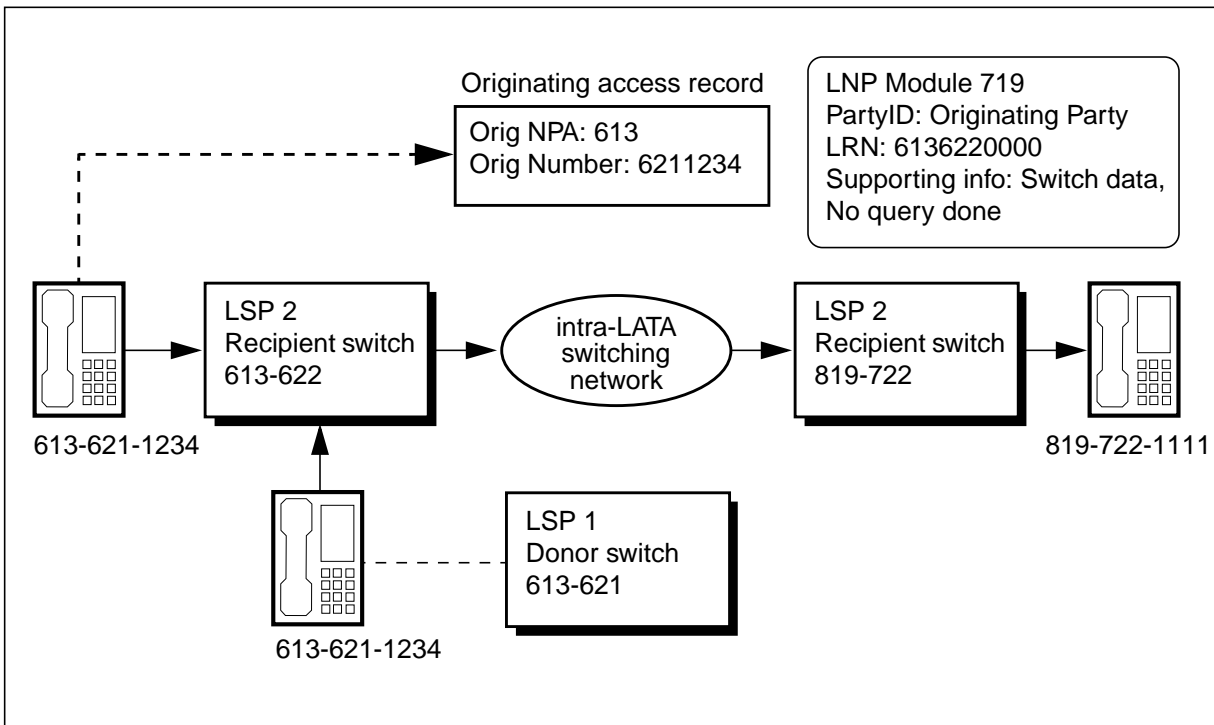 Originating access record
Orig NPA: 613
Orig Number: 6211234
LNP Module 719
PartyID: Originating Party
LRN: 6136220000
Supporting info: Switch data,
No query done
LSP 2
Recipient switch
613-622
intra-LATA
switching
network
LSP 2
Recipient switch
819-722
613-621-1234
819-722-1111
LSP 1
Donor switch
613-621
613-621-1234